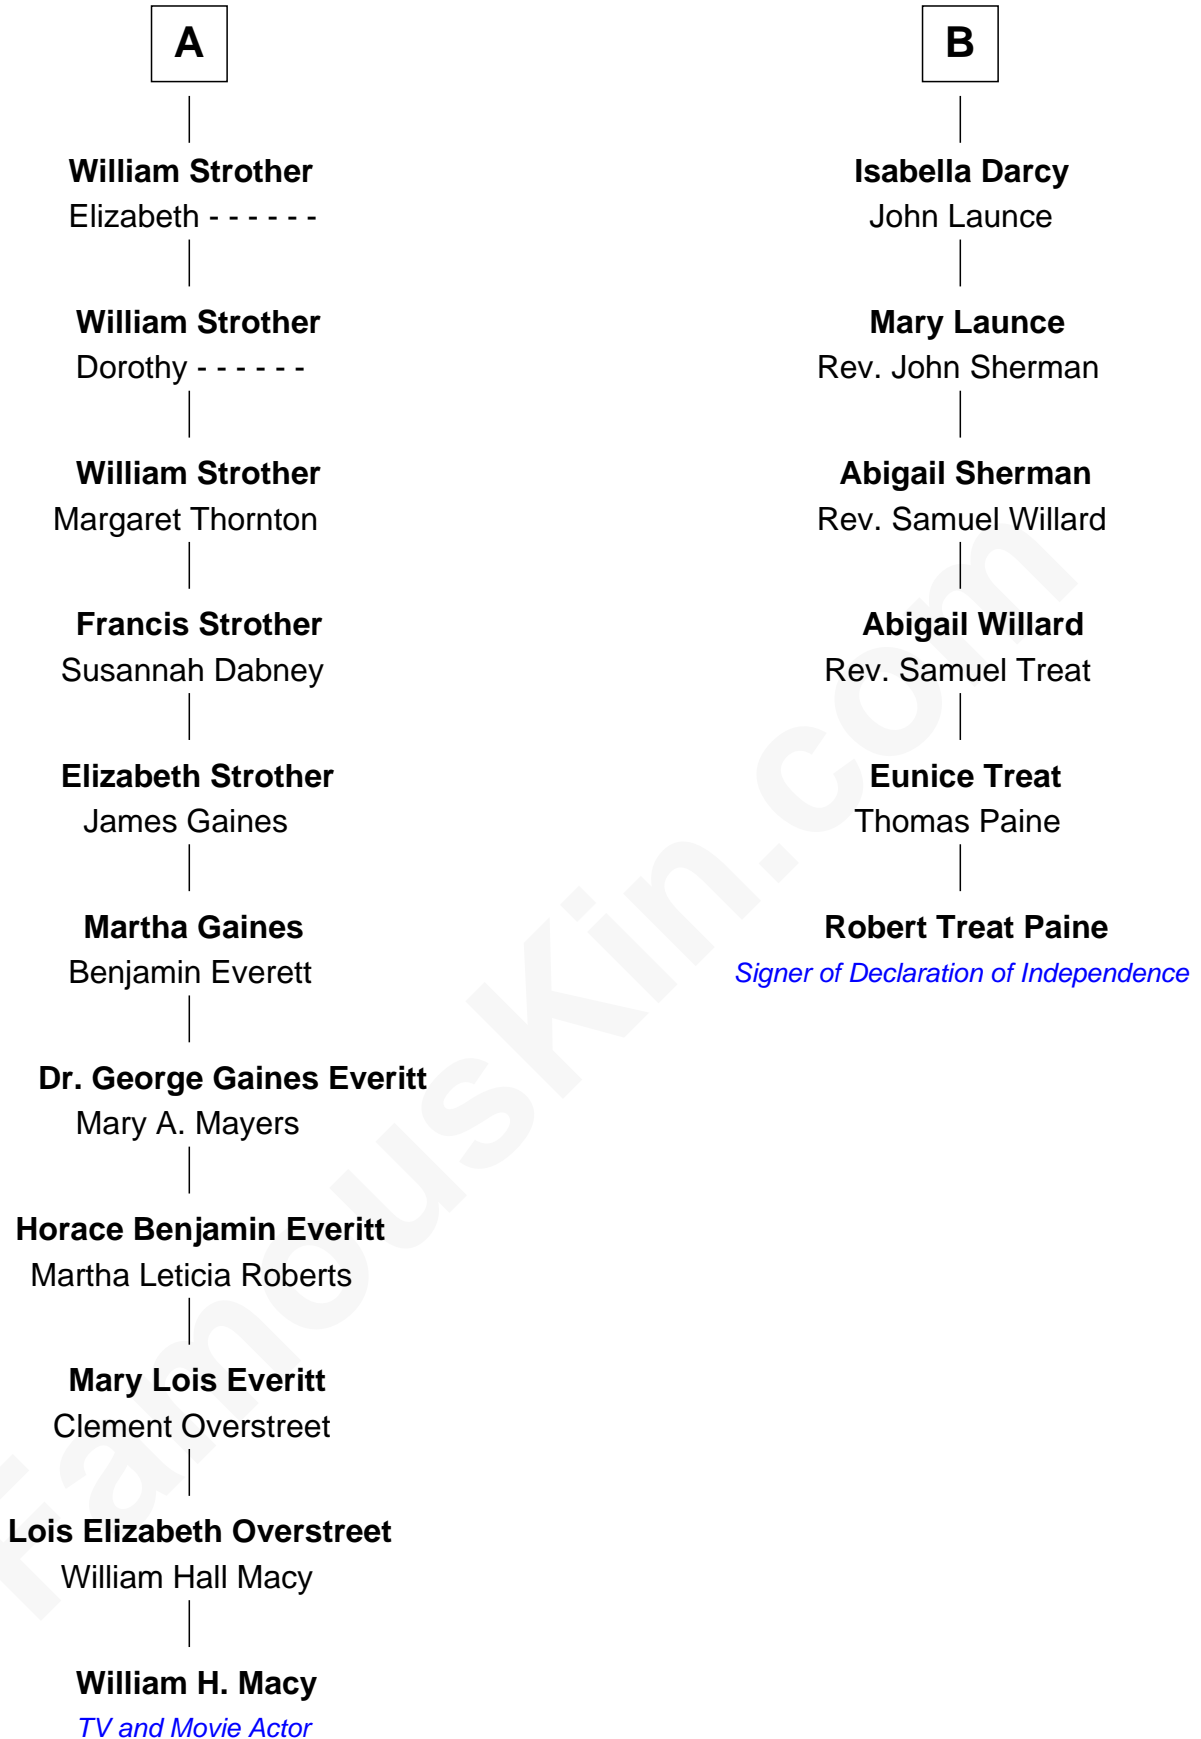 A
William Strother
Elizabeth - - - - - -
William Strother
Dorothy - - - - - -
William Strother
Margaret Thornton
Francis Strother
Susannah Dabney
Elizabeth Strother
James Gaines
Martha Gaines
Benjamin Everett
Dr. George Gaines Everitt
Mary A. Mayers
Horace Benjamin Everitt
Martha Leticia Roberts
Mary Lois Everitt
Clement Overstreet
Lois Elizabeth Overstreet
William Hall Macy
William H. Macy
TV and Movie Actor
B
Isabella Darcy
John Launce
Mary Launce
Rev. John Sherman
Abigail Sherman
Rev. Samuel Willard
Abigail Willard
Rev. Samuel Treat
Eunice Treat
Thomas Paine
Robert Treat Paine
Signer of Declaration of Independence
FamousKin.com